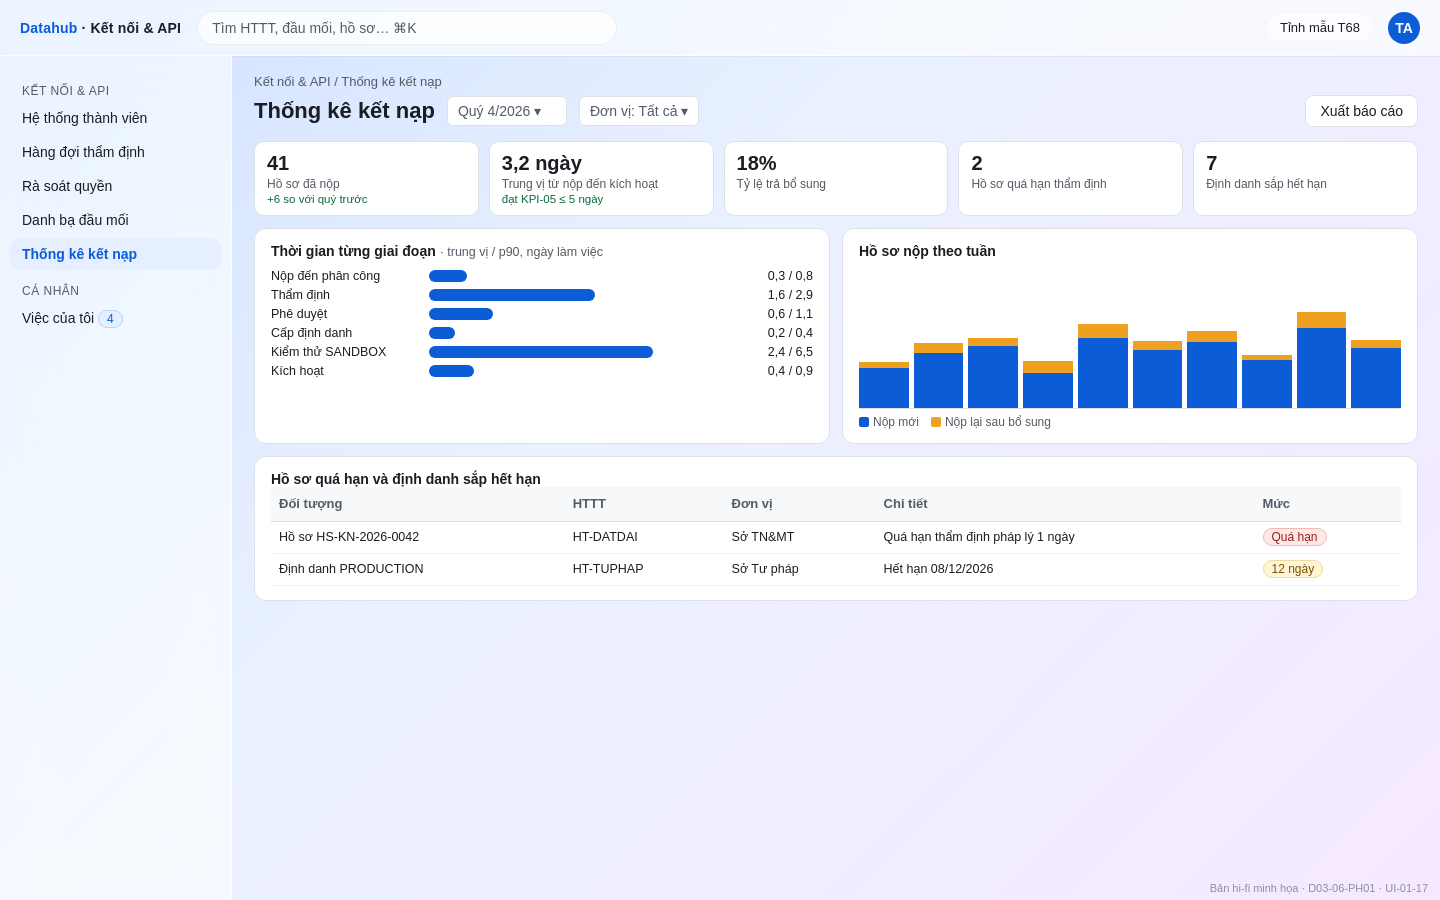 Datahub · Kết nối & API
Tìm HTTT, đầu mối, hồ sơ… ⌘K
Tỉnh mẫu T68
TA
KẾT NỐI & API
Hệ thống thành viên
Hàng đợi thẩm định
Rà soát quyền
Danh bạ đầu mối
Thống kê kết nạp
CÁ NHÂN
Việc của tôi 4
Kết nối & API / Thống kê kết nạp
Thống kê kết nạp
Quý 4/2026 ▾
Đơn vị: Tất cả ▾
Xuất báo cáo
41
Hồ sơ đã nộp
+6 so với quý trước
3,2 ngày
Trung vị từ nộp đến kích hoạt
đạt KPI-05 ≤ 5 ngày
18%
Tỷ lệ trả bổ sung
2
Hồ sơ quá hạn thẩm định
7
Định danh sắp hết hạn
Thời gian từng giai đoạn · trung vị / p90, ngày làm việc
Nộp đến phân công 0,3 / 0,8
Thẩm định 1,6 / 2,9
Phê duyệt 0,6 / 1,1
Cấp định danh 0,2 / 0,4
Kiểm thử SANDBOX 2,4 / 6,5
Kích hoạt 0,4 / 0,9
Hồ sơ nộp theo tuần
Nộp mới Nộp lại sau bổ sung
Hồ sơ quá hạn và định danh sắp hết hạn
Đối tượng HTTT Đơn vị Chi tiết Mức
Hồ sơ HS-KN-2026-0042 HT-DATDAI Sở TN&MT Quá hạn thẩm định pháp lý 1 ngày Quá hạn
Định danh PRODUCTION HT-TUPHAP Sở Tư pháp Hết hạn 08/12/2026 12 ngày
Bản hi-fi minh họa · D03-06-PH01 · UI-01-17